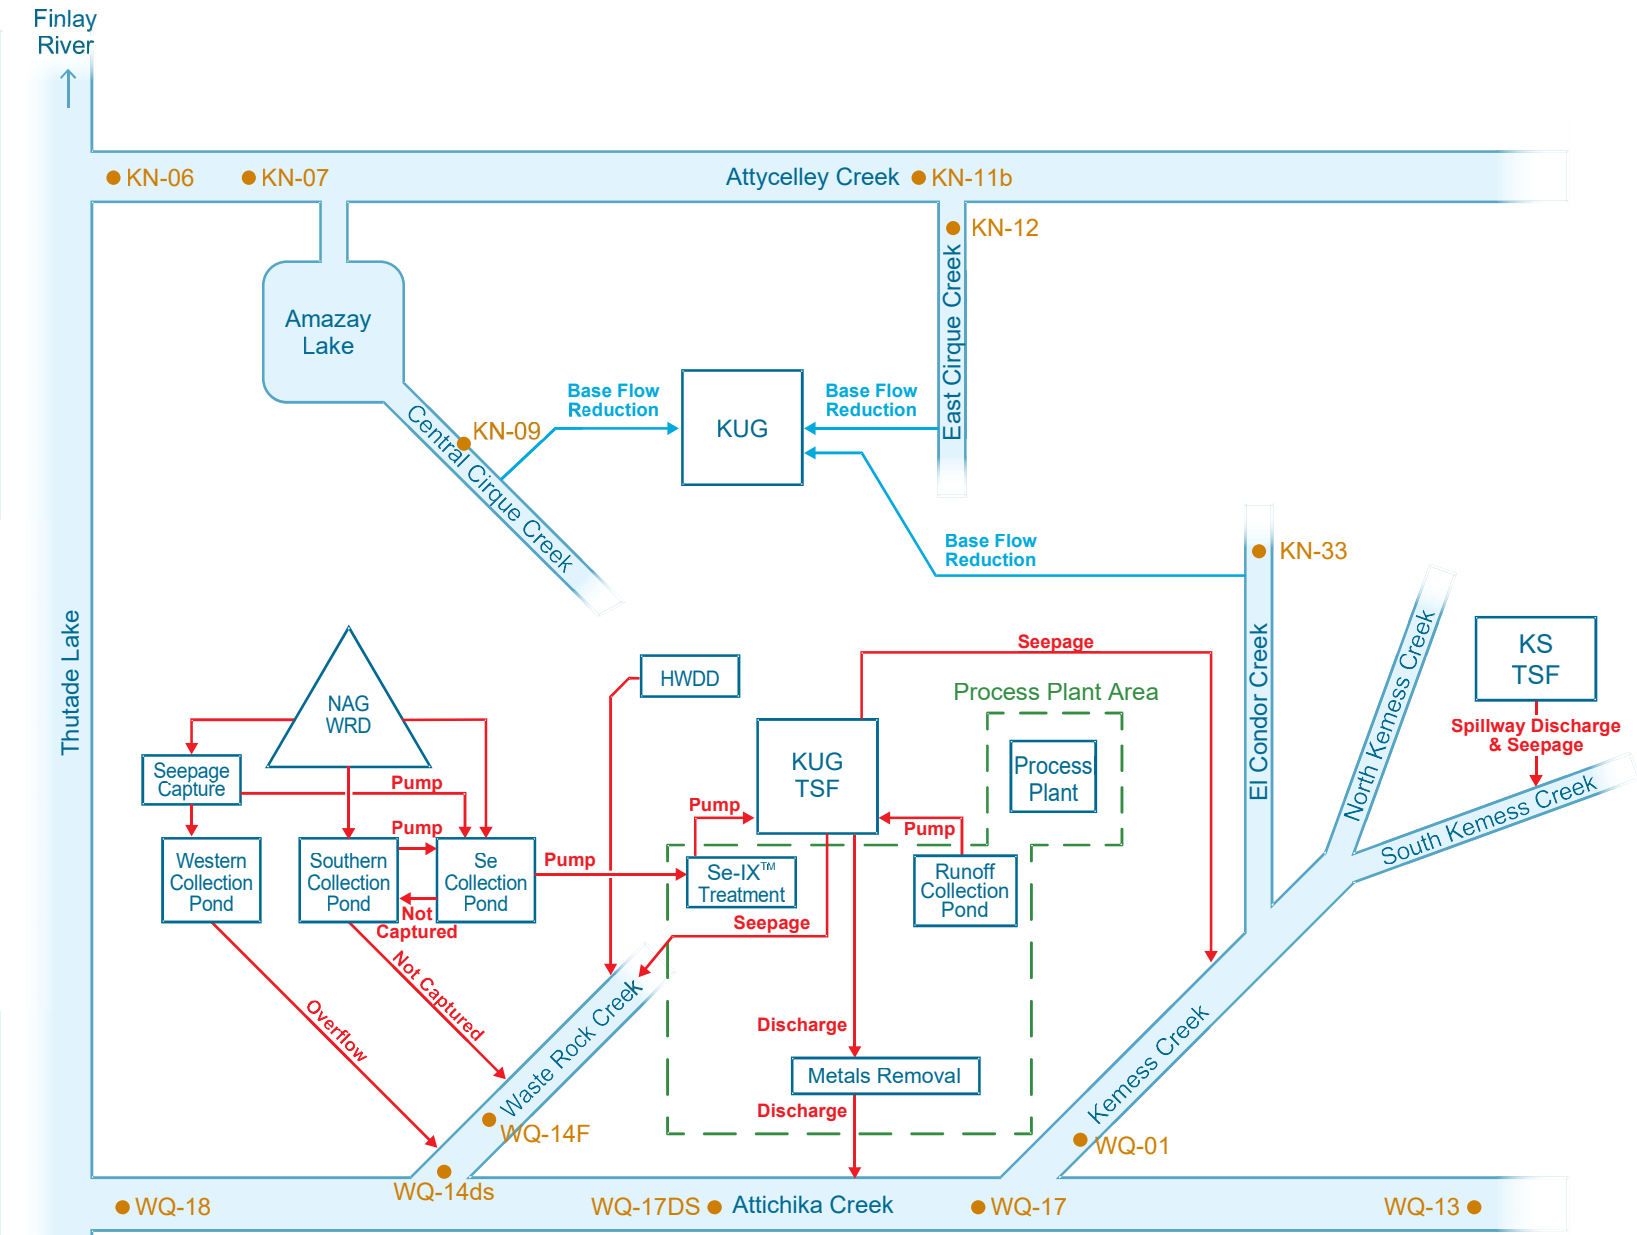 Finlay
River
KN-06
KN-07
Attycelley Creek
KN-11b
KN-12
East Cirque Creek
Amazay
Lake
Base Flow
Reduction
KUG
Base Flow
Reduction
KN-09
Central Cirque Creek
Base Flow
Reduction
KN-33
Thutade Lake
El Condor Creek
North Kemess Creek
KS
TSF
Spillway Discharge
& Seepage
South Kemess Creek
Seepage
HWDD
Process Plant Area
NAG
WRD
KUG
TSF
Process
Plant
Seepage
Capture
Pump
Pump
Pump
Pump
Western
Collection
Pond
Southern
Collection
Pond
Se
Collection
Pond
Pump
Se-IX™
Treatment
Runoff
Collection
Pond
Not
Captured
Seepage
Not Captured
Overflow
Waste Rock Creek
Discharge
Metals Removal
Discharge
Kemess Creek
WQ-14F
WQ-01
WQ-14ds
WQ-18
WQ-17DS
Attichika Creek
WQ-17
WQ-13